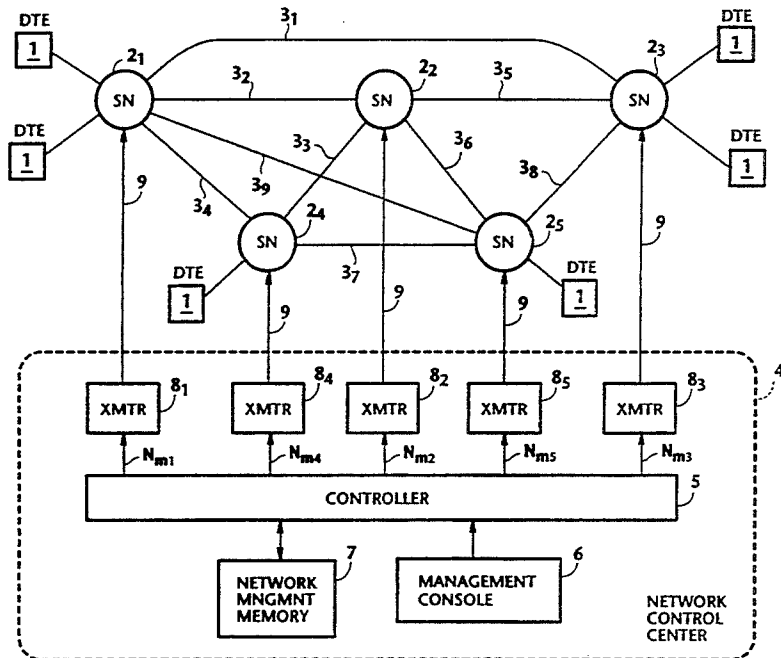 DTE
1
2₁
3₁
2₂
2₃
DTE
1
SN
3₂
SN
3₅
SN
DTE
1
3₃
3₆
DTE
1
9
3₄
3₉
3₈
2₄
SN
3₇
SN
2₅
9
DTE
1
9
9
9
DTE
1
4
XMTR
8₁
XMTR
8₄
XMTR
8₂
XMTR
8₅
XMTR
8₃
Nm1
Nm4
Nm2
Nm5
Nm3
CONTROLLER
5
7
6
NETWORK
MNGMNT
MEMORY
MANAGEMENT
CONSOLE
NETWORK
CONTROL
CENTER